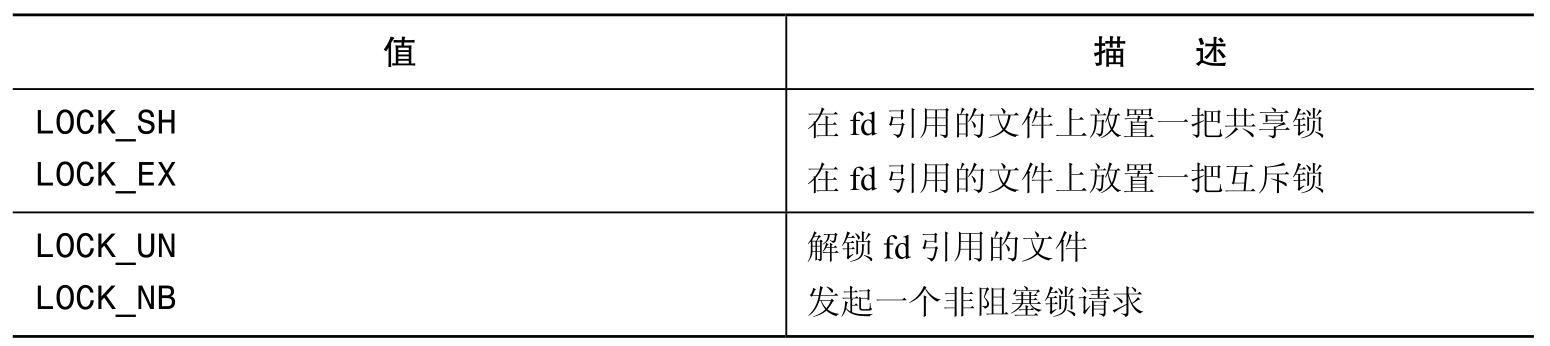 值 描 述
LOCK_SH 在 fd 引用的文件上放置一把共享锁
LOCK_EX 在 fd 引用的文件上放置一把互斥锁
LOCK_UN 解锁 fd 引用的文件
LOCK_NB 发起一个非阻塞锁请求